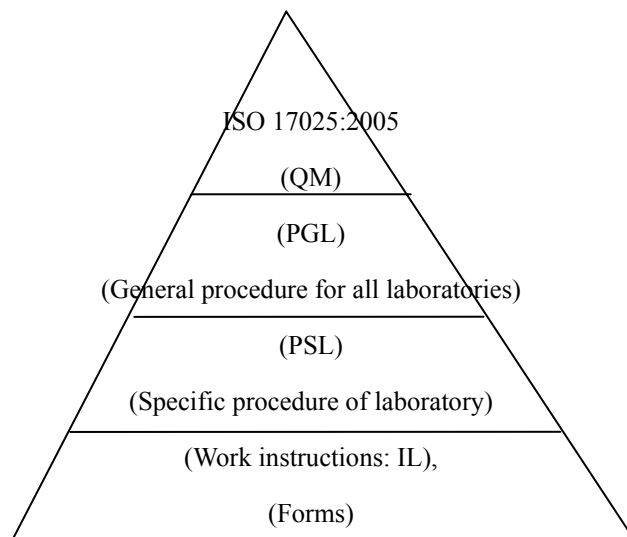 ISO 17025:2005
(QM)
(PGL)
(General procedure for all laboratories)
(PSL)
(Specific procedure of laboratory)
(Work instructions: IL),
(Forms)